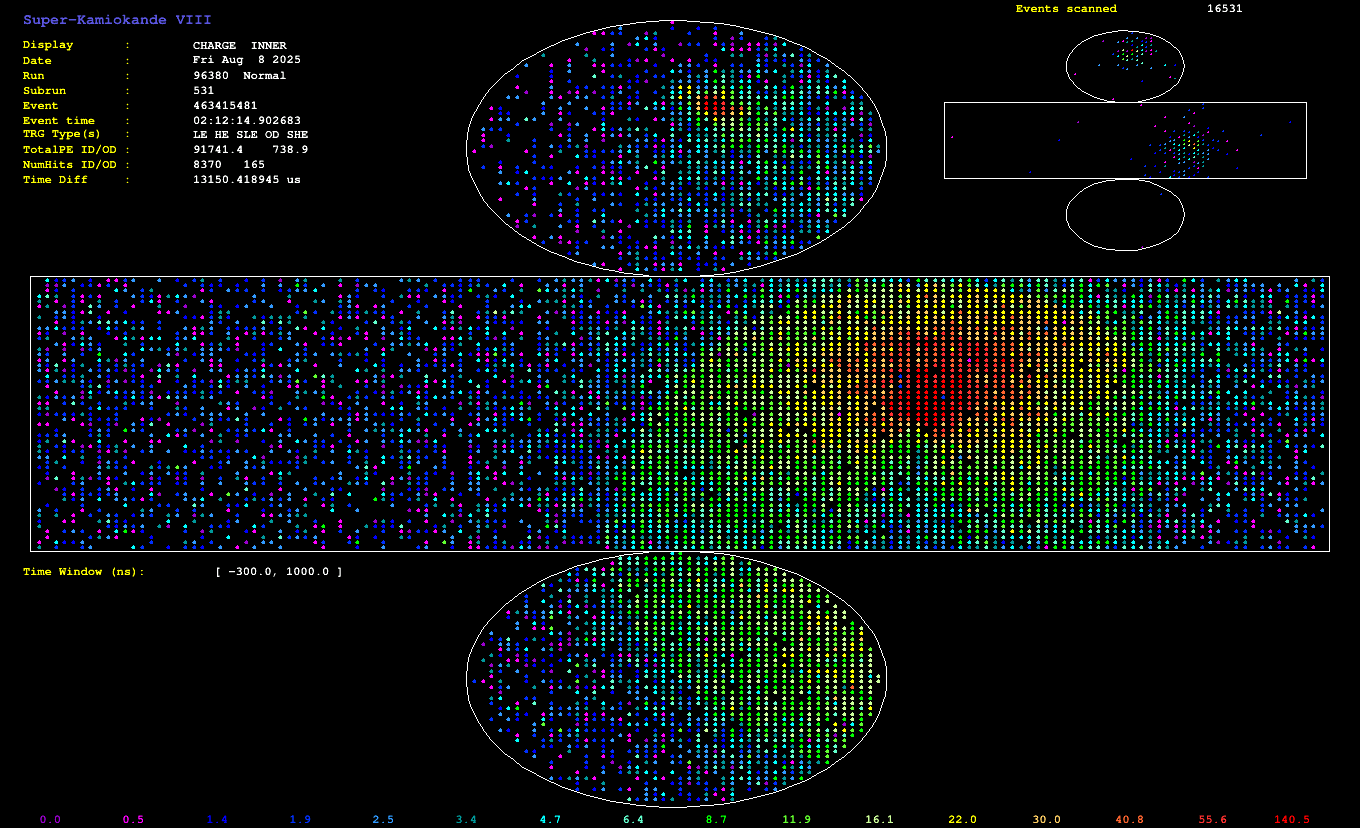 Super-Kamiokande VIII
Display : CHARGE INNER
Date : Fri Aug 8 2025
Run : 96380 Normal
Subrun : 531
Event : 463415481
Event time : 02:12:14.902683
TRG Type(s) : LE HE SLE OD SHE
TotalPE ID/OD : 91741.4 738.9
NumHits ID/OD : 8370 165
Time Diff : 13150.418945 us
Events scanned 16531
Time Window (ns): [ -300.0, 1000.0 ]
0.0 0.5 1.4 1.9 2.5 3.4 4.7 6.4 8.7 11.9 16.1 22.0 30.0 40.8 55.6 140.5